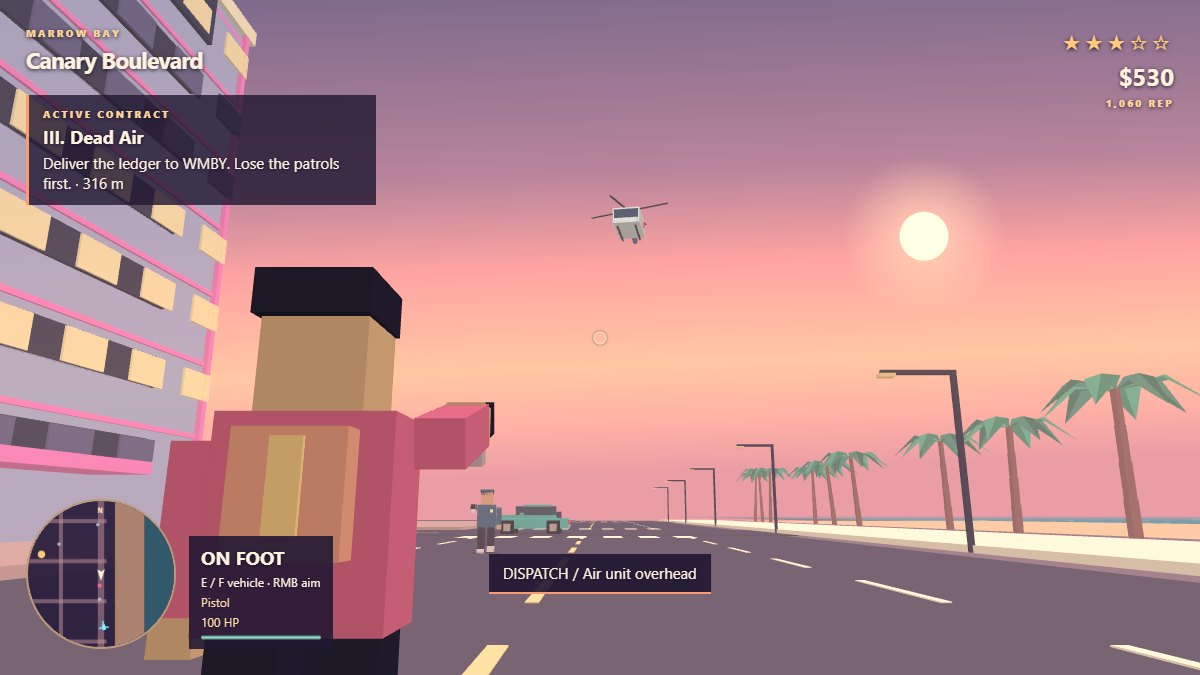 MARROW BAY
Canary Boulevard
ACTIVE CONTRACT
III. Dead Air
Deliver the ledger to WMBY. Lose the patrols
first. · 316 m
★★★☆☆
$530
1,060 REP
N
ON FOOT
E / F vehicle · RMB aim
Pistol
100 HP
DISPATCH / Air unit overhead